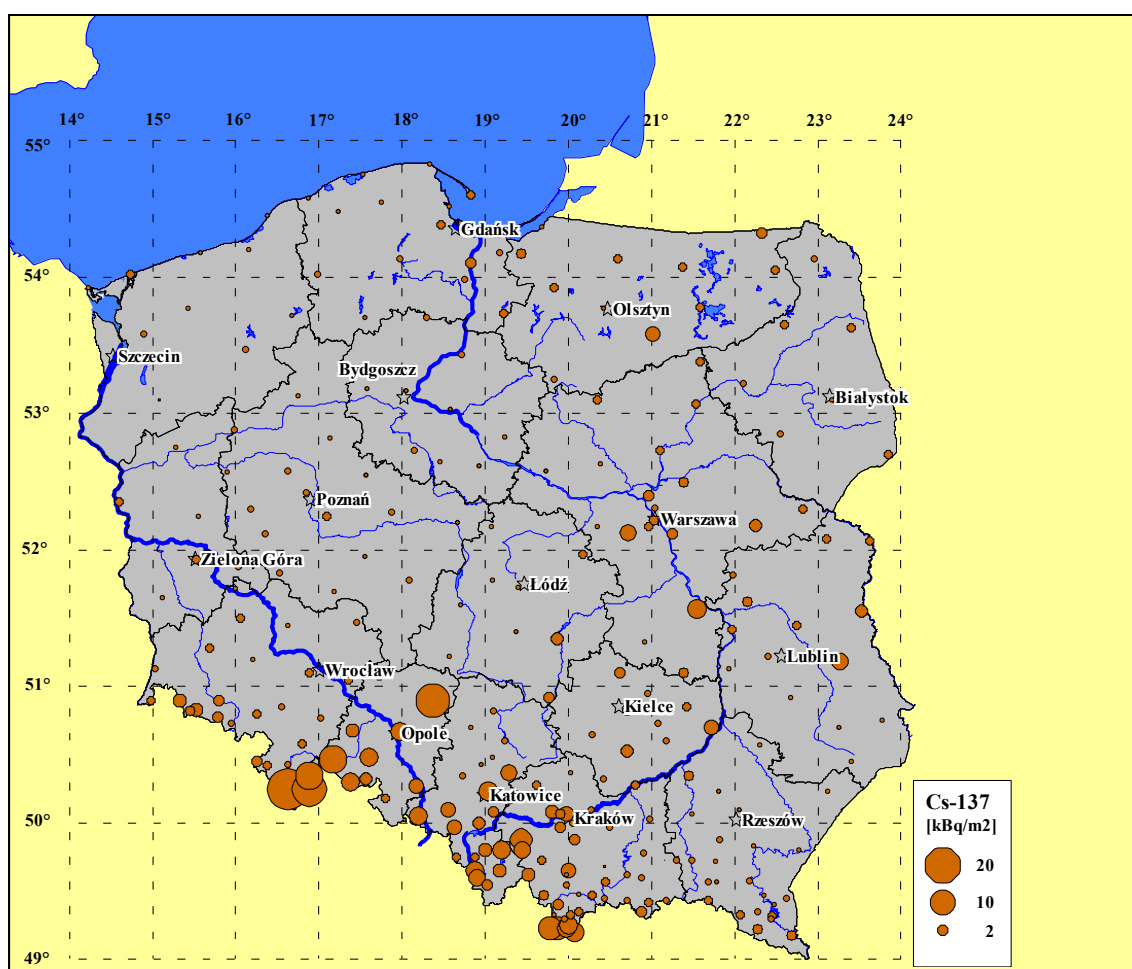 14° 15° 16° 17° 18° 19° 20° 21° 22° 23° 24°
55°
Gdańsk
54°
Olsztyn
Szczecin
Bydgoszcz
Białystok
53°
Poznań
Warszawa
52°
Zielona Góra
Łódź
Wrocław
Lublin
51°
Kielce
Opole
Katowice
Kraków
Rzeszów
50°
49°
Cs-137
[kBq/m2]
20
10
2